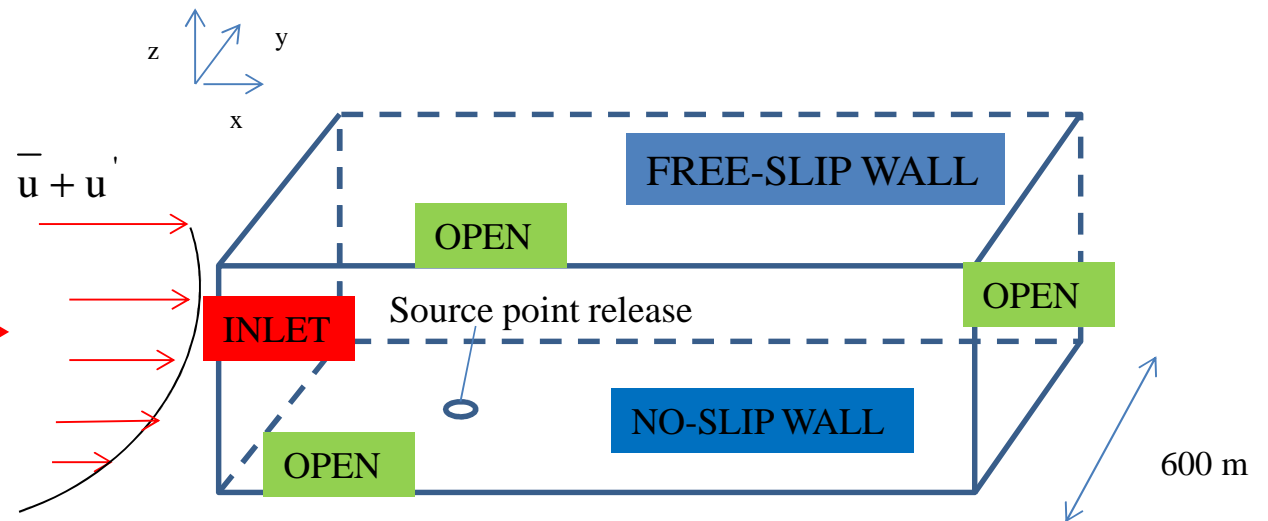 z
y
x
u + u '
FREE-SLIP WALL
OPEN
OPEN
Source point release
INLET
NO-SLIP WALL
OPEN
600 m